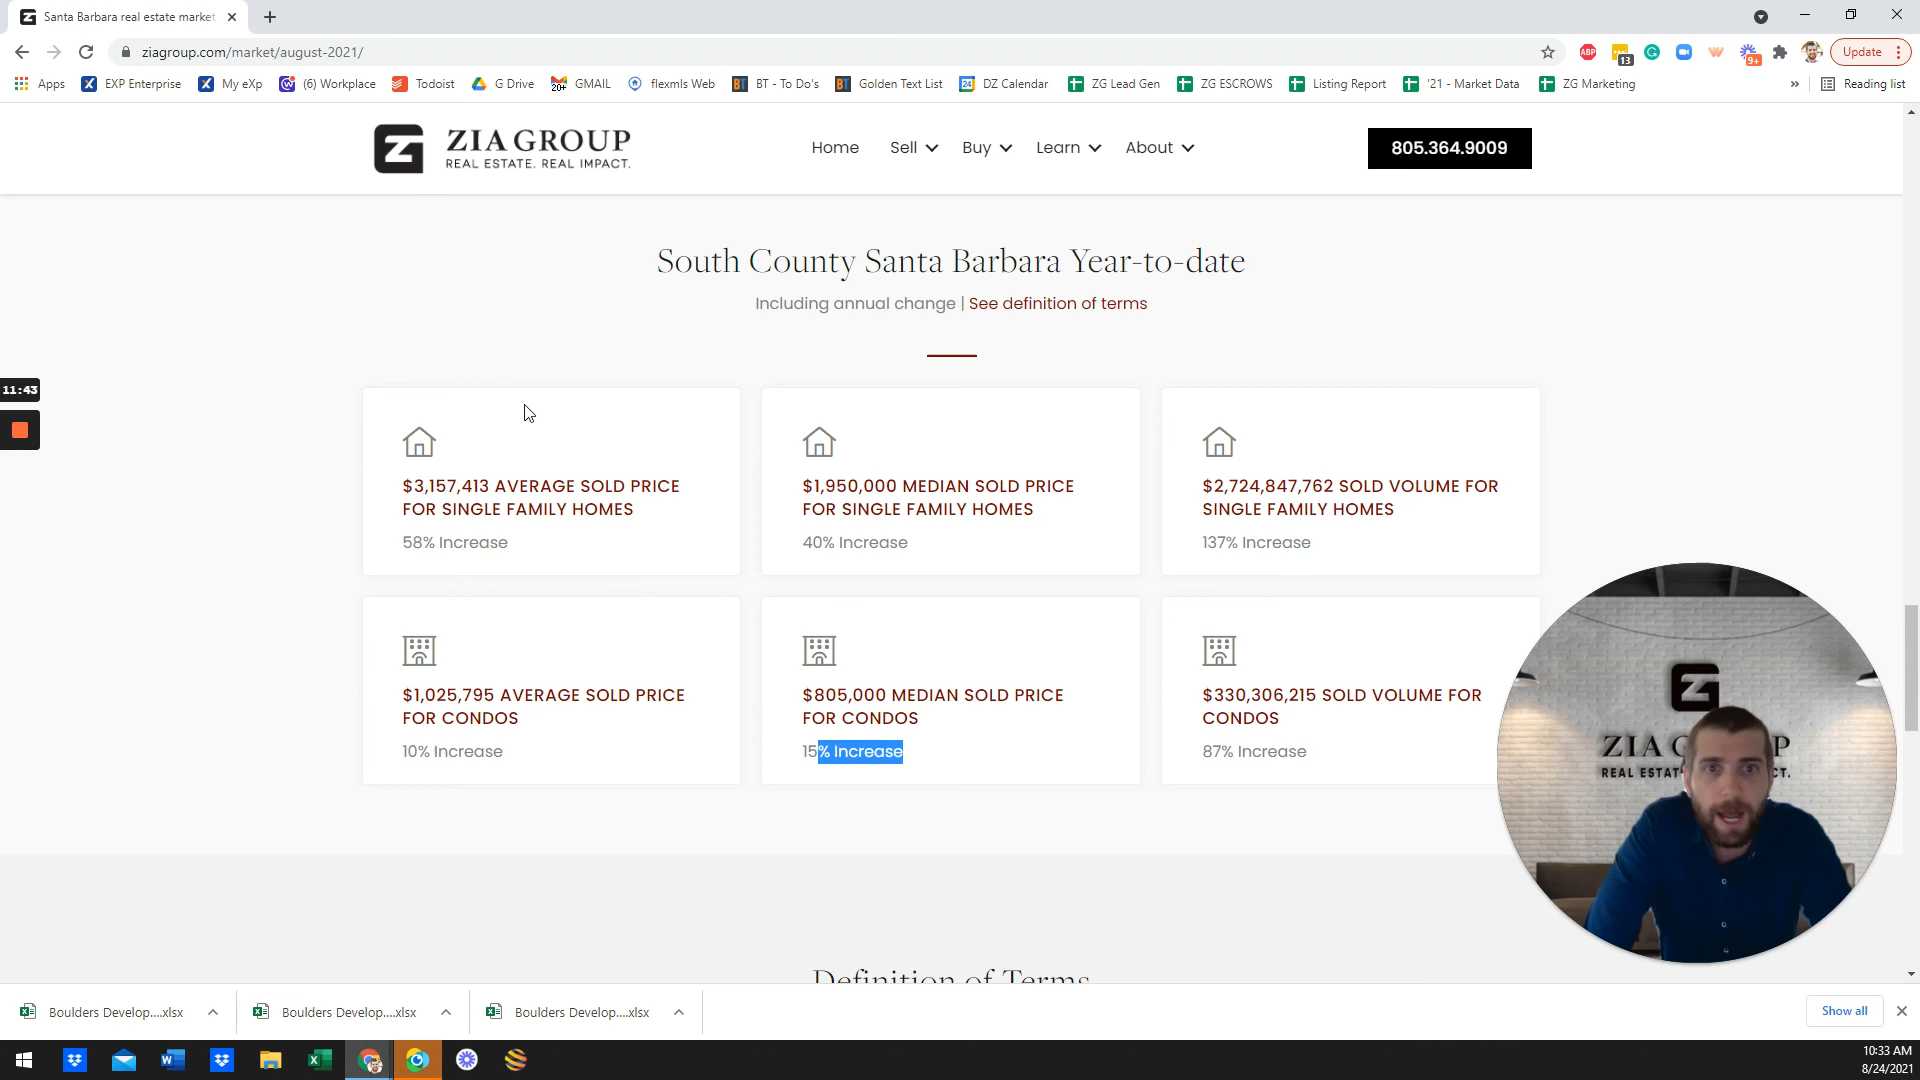 Santa Barbara real estate market
ziagroup.com/market/august-2021/
ABP
13
9+
Update
Apps
EXP Enterprise
My eXp
(6) Workplace
Todoist
G Drive
20+
GMAIL
flexmls Web
BT
BT - To Do's
BT
Golden Text List
24
DZ Calendar
ZG Lead Gen
ZG ESCROWS
Listing Report
'21 - Market Data
ZG Marketing
Reading list
ZIA GROUP
REAL ESTATE. REAL IMPACT.
Home
Sell
Buy
Learn
About
805.364.9009
South County Santa Barbara Year-to-date
Including annual change | See definition of terms
11:43
$3,157,413 AVERAGE SOLD PRICE
FOR SINGLE FAMILY HOMES
58% Increase
$1,950,000 MEDIAN SOLD PRICE
FOR SINGLE FAMILY HOMES
40% Increase
$2,724,847,762 SOLD VOLUME FOR
SINGLE FAMILY HOMES
137% Increase
$1,025,795 AVERAGE SOLD PRICE
FOR CONDOS
10% Increase
$805,000 MEDIAN SOLD PRICE
FOR CONDOS
15% Increase
$330,306,215 SOLD VOLUME FOR
CONDOS
87% Increase
Definition of Terms
Boulders Develop....xlsx
Boulders Develop....xlsx
Boulders Develop....xlsx
Show all
10:33 AM
8/24/2021